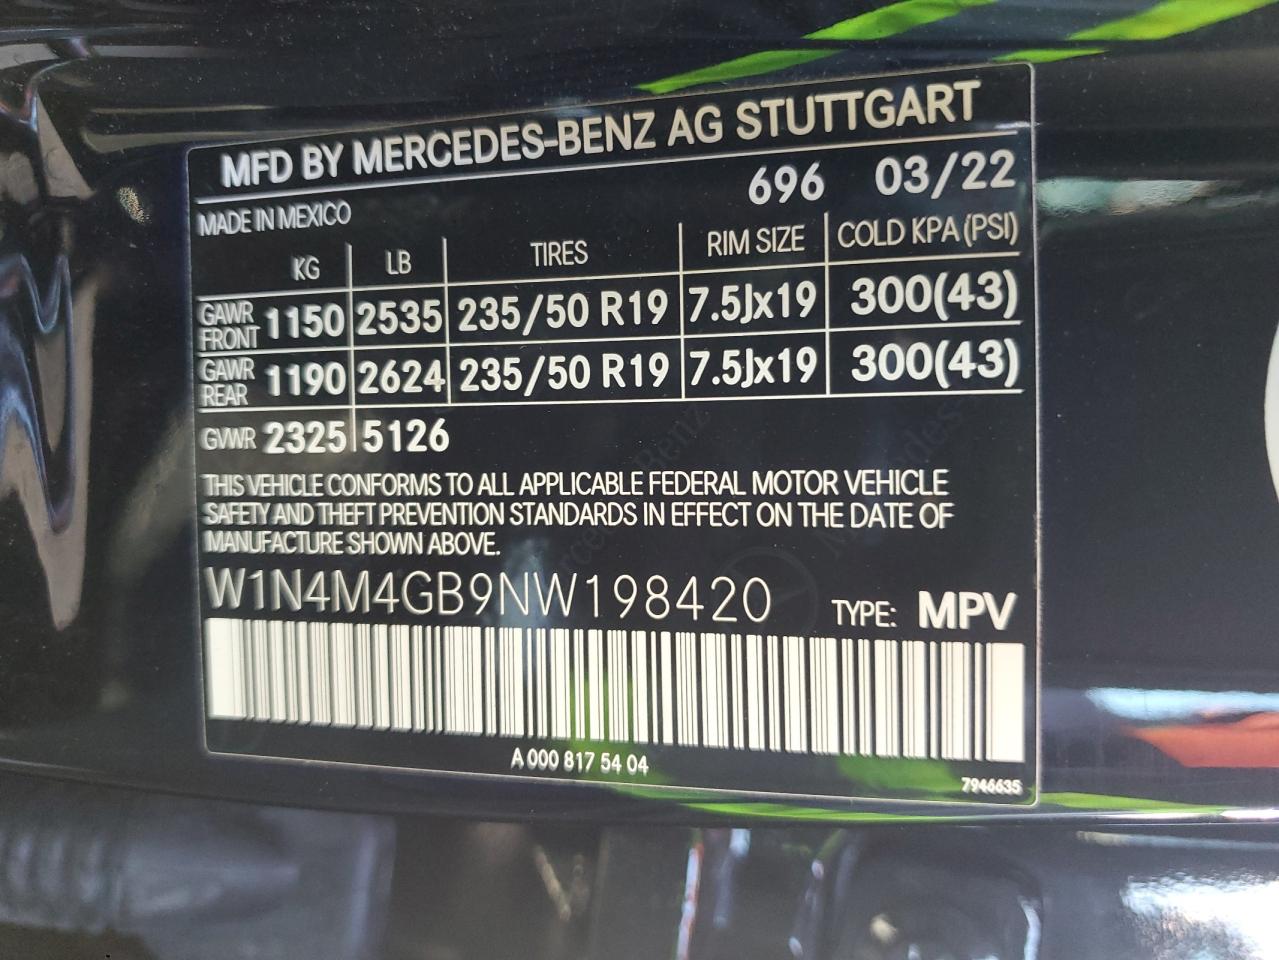 MFD BY MERCEDES-BENZ AG STUTTGART
696 03/22
MADE IN MEXICO
KG LB TIRES RIM SIZE COLD KPA (PSI)
GAWR FRONT 1150 2535 235/50 R19 7.5Jx19 300(43)
GAWR REAR 1190 2624 235/50 R19 7.5Jx19 300(43)
GVWR 2325 5126
THIS VEHICLE CONFORMS TO ALL APPLICABLE FEDERAL MOTOR VEHICLE
SAFETY AND THEFT PREVENTION STANDARDS IN EFFECT ON THE DATE OF
MANUFACTURE SHOWN ABOVE.
W1N4M4GB9NW198420 TYPE: MPV
A 000 817 54 04
7946635